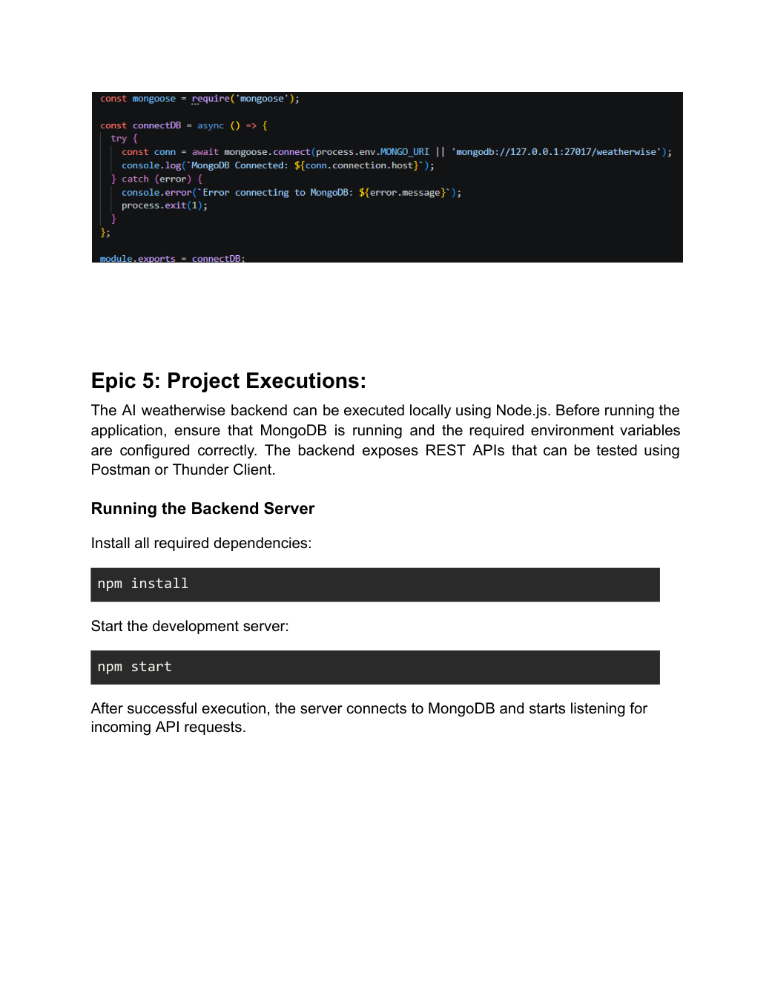 const mongoose = require('mongoose');
const connectDB = async () => {
try {
const conn = await mongoose.connect(process.env.MONGO_URI || 'mongodb://127.0.0.1:27017/weatherwise');
console.log(`MongoDB Connected: ${conn.connection.host}`);
} catch (error) {
console.error(`Error connecting to MongoDB: ${error.message}`);
process.exit(1);
}
};
module.exports = connectDB;
Epic 5: Project Executions:
The AI weatherwise backend can be executed locally using Node.js. Before running the
application, ensure that MongoDB is running and the required environment variables
are configured correctly. The backend exposes REST APIs that can be tested using
Postman or Thunder Client.
Running the Backend Server
Install all required dependencies:
npm install
Start the development server:
npm start
After successful execution, the server connects to MongoDB and starts listening for
incoming API requests.